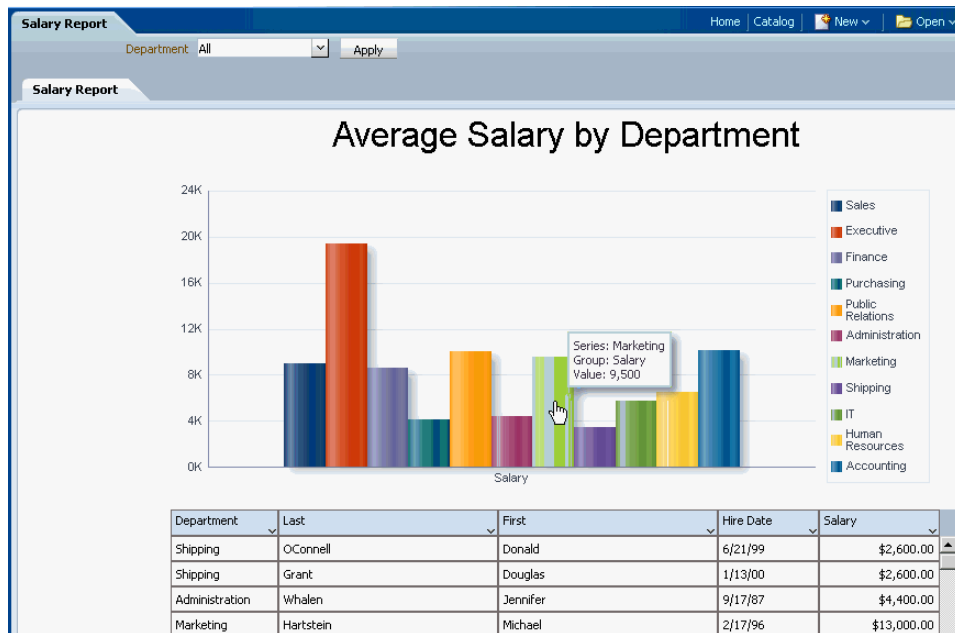 Salary Report
Home Catalog New Open
Department All Apply
Salary Report
Average Salary by Department
24K
20K
16K
12K
8K
4K
0K
Salary
Series: Marketing
Group: Salary
Value: 9,500
Sales
Executive
Finance
Purchasing
Public
Relations
Administration
Marketing
Shipping
IT
Human
Resources
Accounting
Department Last First Hire Date Salary
Shipping OConnell Donald 6/21/99 $2,600.00
Shipping Grant Douglas 1/13/00 $2,600.00
Administration Whalen Jennifer 9/17/87 $4,400.00
Marketing Hartstein Michael 2/17/96 $13,000.00